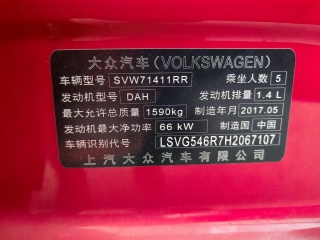 大众汽车(VOLKSWAGEN)
车辆型号 SVW71411RR 乘坐人数 5
发动机型号 DAH 发动机排量 1.4 L
最大允许总质量 1590kg 制造年月 2017.05
发动机最大净功率 66 kW 制造国 中国
车辆识别代号 LSVG546R7H2067107
上汽大众汽车有限公司